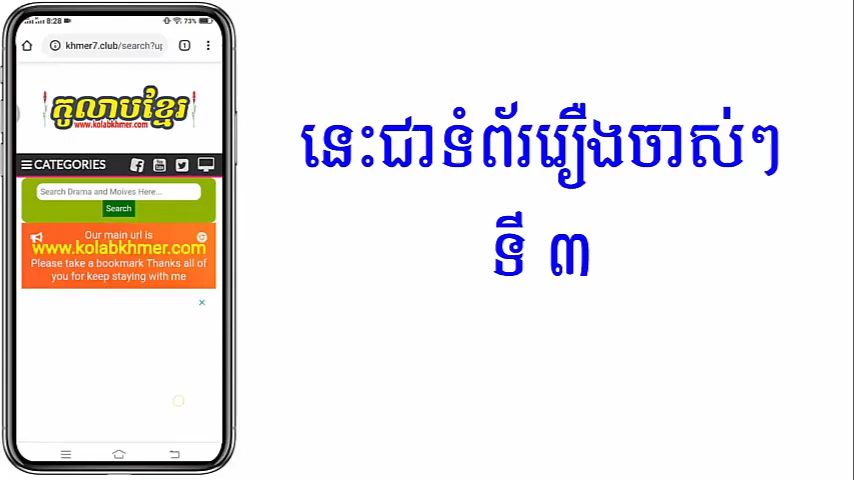 8:28
73%
khmer7.club/search?up
1
កូលាបខ្មែរ
www.kolabkhmer.com
CATEGORIES
Search Drama and Moives Here...
Search
Our main url is
www.kolabkhmer.com
Please take a bookmark Thanks all of
you for keep staying with me
នេះជាទំព័ររឿងចាស់ៗ
ទី ៣